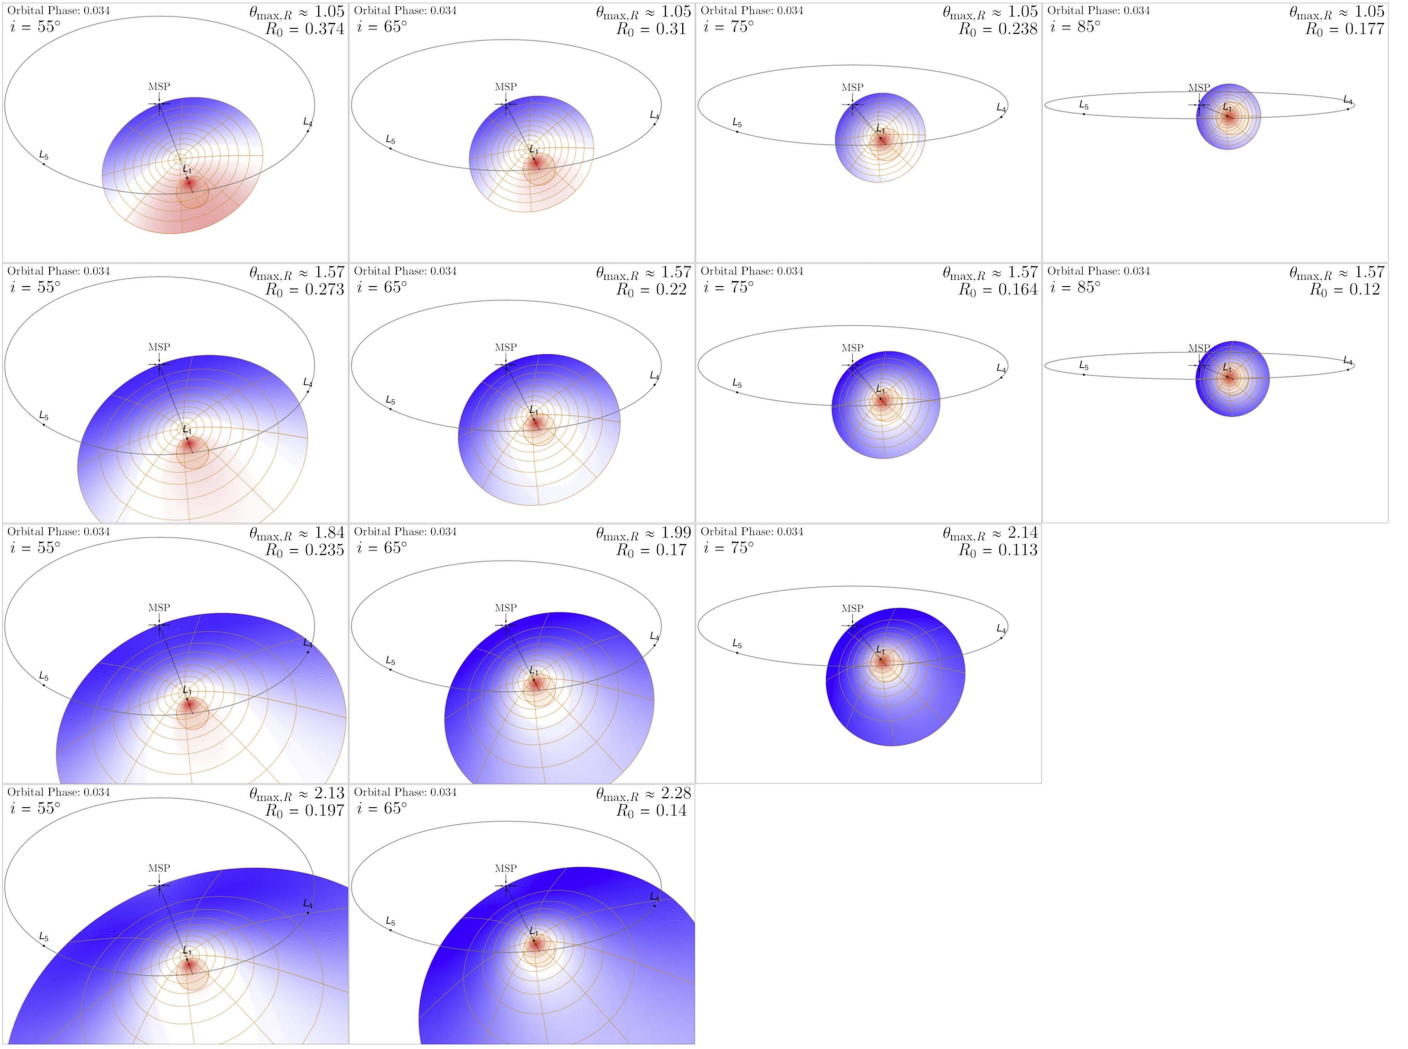 Orbital Phase: 0.034
i = 55°
θmax,R ≈ 1.05
R0 = 0.374
MSP
L4
L5
L1
Orbital Phase: 0.034
i = 65°
θmax,R ≈ 1.05
R0 = 0.31
MSP
L4
L5
L1
Orbital Phase: 0.034
i = 75°
θmax,R ≈ 1.05
R0 = 0.238
MSP
L4
L5
L1
Orbital Phase: 0.034
i = 85°
θmax,R ≈ 1.05
R0 = 0.177
MSP
L4
L5
L1
Orbital Phase: 0.034
i = 55°
θmax,R ≈ 1.57
R0 = 0.273
MSP
L4
L5
L1
Orbital Phase: 0.034
i = 65°
θmax,R ≈ 1.57
R0 = 0.22
MSP
L4
L5
L1
Orbital Phase: 0.034
i = 75°
θmax,R ≈ 1.57
R0 = 0.164
MSP
L4
L5
L1
Orbital Phase: 0.034
i = 85°
θmax,R ≈ 1.57
R0 = 0.12
MSP
L4
L5
L1
Orbital Phase: 0.034
i = 55°
θmax,R ≈ 1.84
R0 = 0.235
MSP
L4
L5
L1
Orbital Phase: 0.034
i = 65°
θmax,R ≈ 1.99
R0 = 0.17
MSP
L4
L5
L1
Orbital Phase: 0.034
i = 75°
θmax,R ≈ 2.14
R0 = 0.113
MSP
L4
L5
L1
Orbital Phase: 0.034
i = 55°
θmax,R ≈ 2.13
R0 = 0.197
MSP
L4
L5
L1
Orbital Phase: 0.034
i = 65°
θmax,R ≈ 2.28
R0 = 0.14
MSP
L4
L5
L1